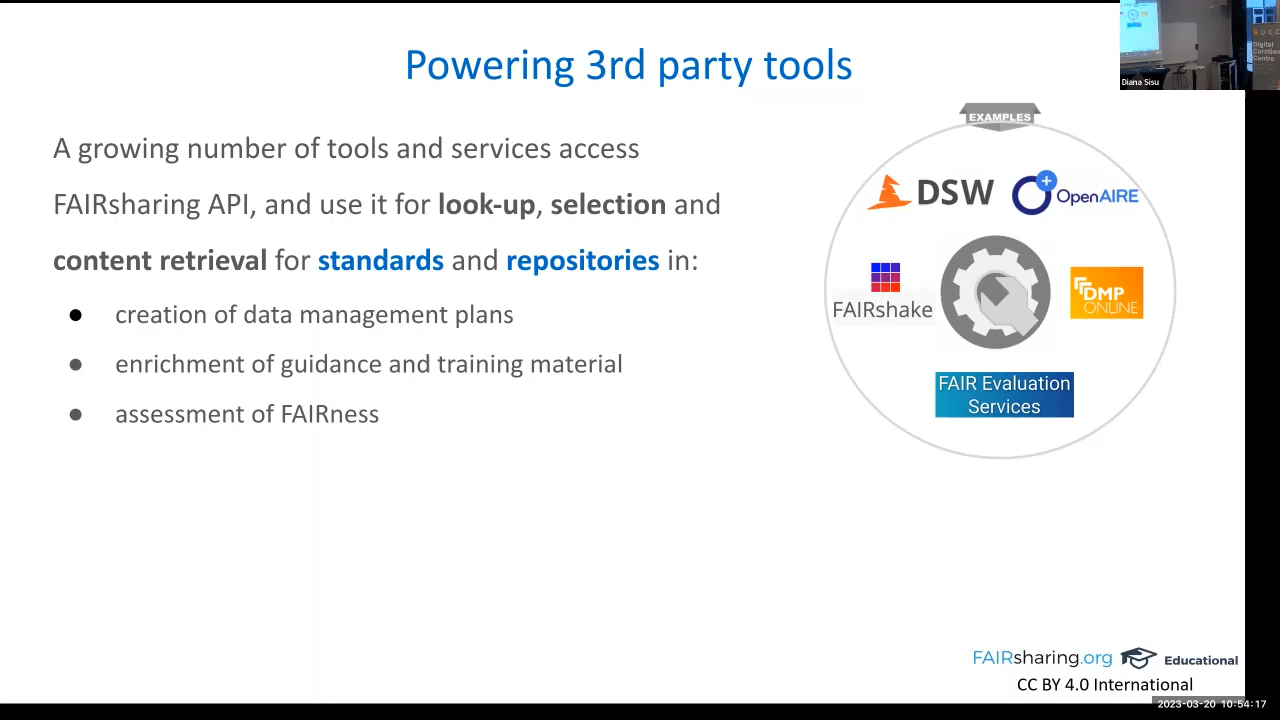 Powering 3rd party tools
Diana Sisu
Digital
Curation
Centre
A growing number of tools and services access
FAIRsharing API, and use it for look-up, selection and
content retrieval for standards and repositories in:
● creation of data management plans
● enrichment of guidance and training material
● assessment of FAIRness
EXAMPLES
DSW
OpenAIRE
FAIRshake
DMP
ONLINE
FAIR Evaluation
Services
FAIRsharing.org Educational
CC BY 4.0 International
2023-03-20 10:54:17